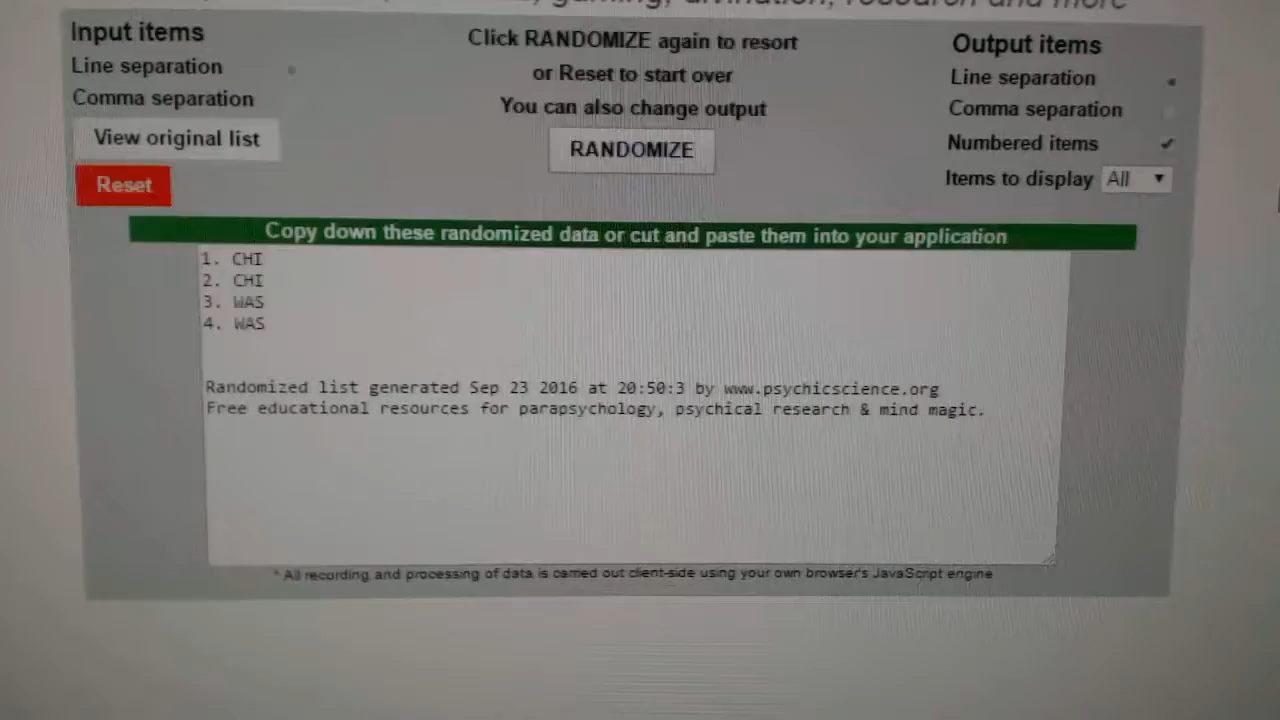 gaming, divination, research and more
Input items
Line separation
Comma separation
View original list
Reset
Click RANDOMIZE again to resort
or Reset to start over
You can also change output
RANDOMIZE
Output items
Line separation
Comma separation
Numbered items
Items to display All
Copy down these randomized data or cut and paste them into your application
1. CHI
2. CHI
3. WAS
4. WAS
Randomized list generated Sep 23 2016 at 20:50:3 by www.psychicscience.org
Free educational resources for parapsychology, psychical research & mind magic.
* All recording and processing of data is carried out client-side using your own browser's JavaScript engine